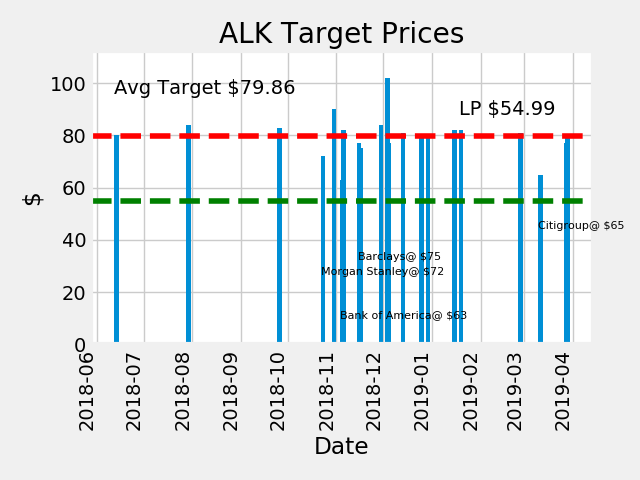 ALK Target Prices
Avg Target $79.86
LP $54.99
100
80
60
40
20
0
$
Citigroup@ $65
Barclays@ $75
Morgan Stanley@ $72
Bank of America@ $63
2018-06
2018-07
2018-08
2018-09
2018-10
2018-11
2018-12
2019-01
2019-02
2019-03
2019-04
Date